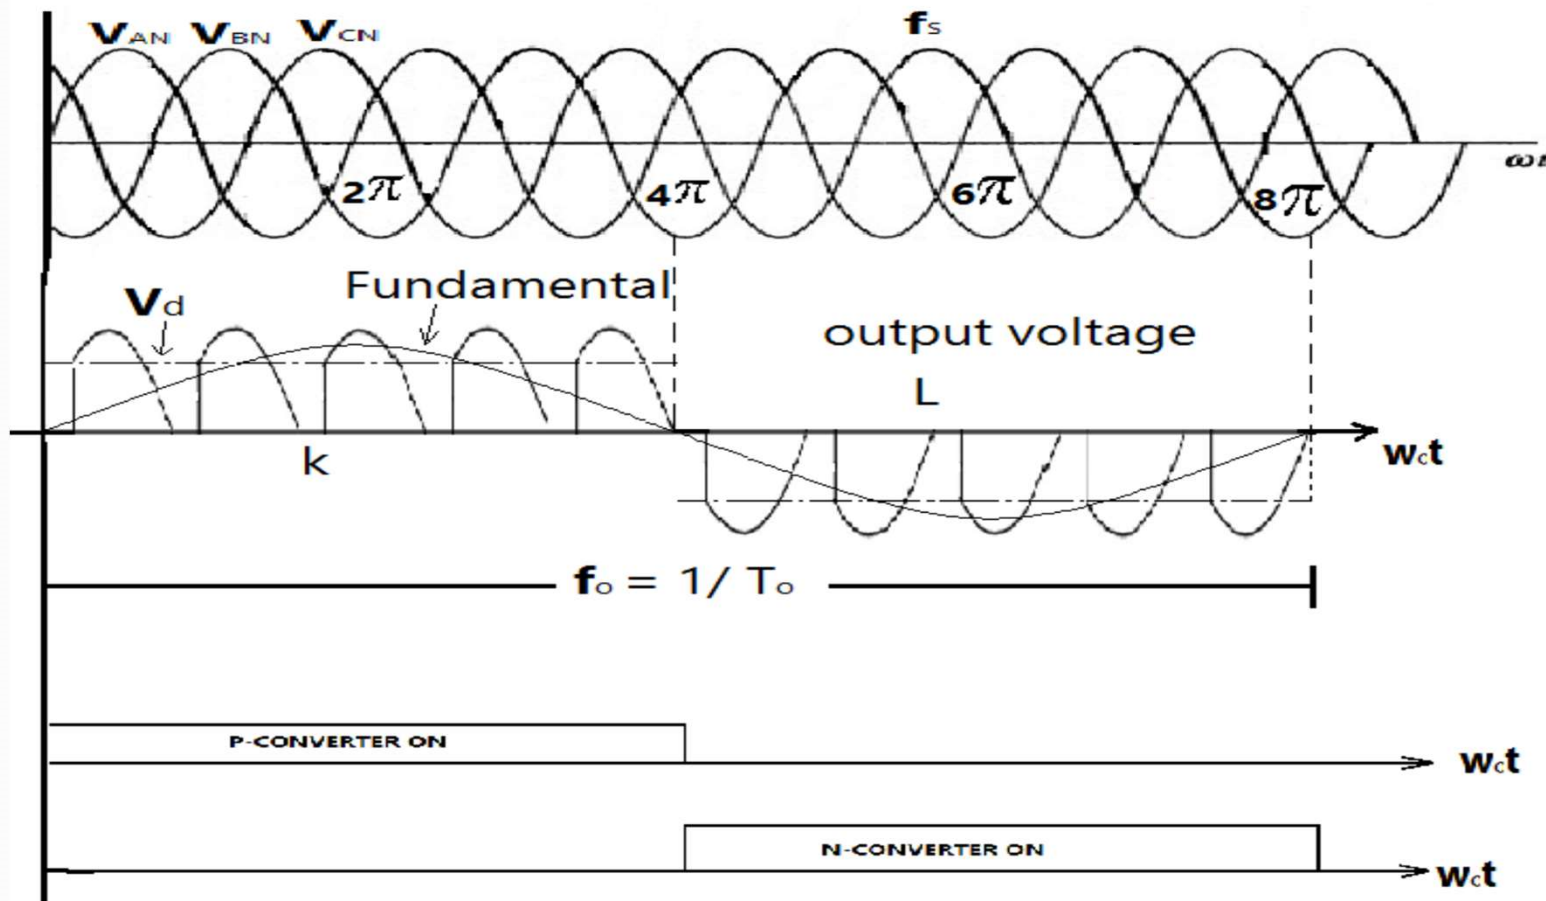 VAN VBN VCN fs
ωt
2π 4π 6π 8π
Vd Fundamental
output voltage
L
k
wct
fo = 1/ To
P-CONVERTER ON
wct
N-CONVERTER ON
wct